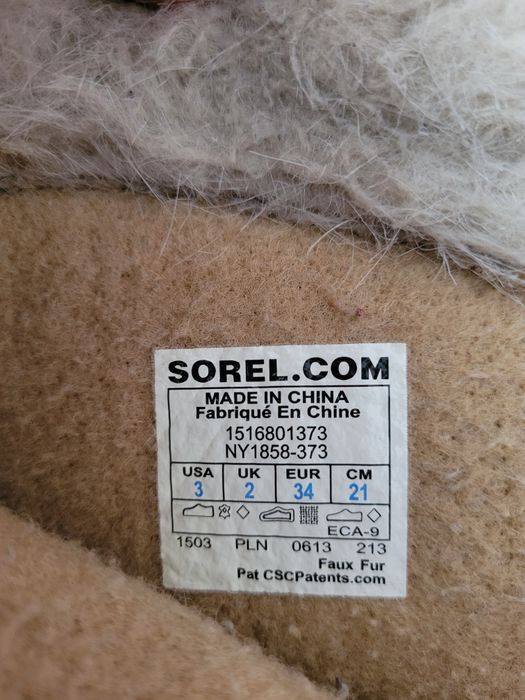 SOREL.COM
MADE IN CHINA
Fabriqué En Chine
1516801373
NY1858-373
USA UK EUR CM
3 2 34 21
ECA-9
1503 PLN 0613 213
Faux Fur
Pat CSCPatents.com